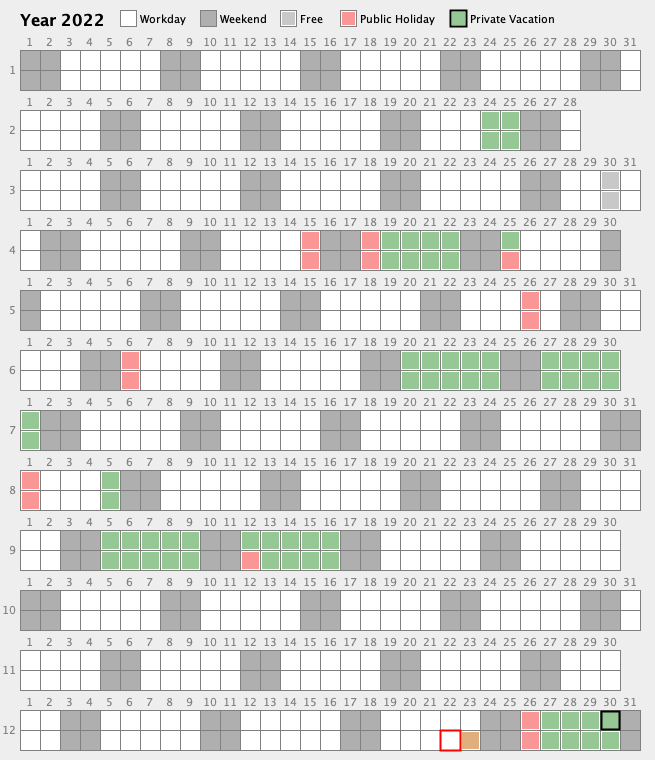 Year 2022 Workday Weekend Free Public Holiday Private Vacation
1 2 3 4 5 6 7 8 9 10 11 12 13 14 15 16 17 18 19 20 21 22 23 24 25 26 27 28 29 30 31
1
1 2 3 4 5 6 7 8 9 10 11 12 13 14 15 16 17 18 19 20 21 22 23 24 25 26 27 28
2
1 2 3 4 5 6 7 8 9 10 11 12 13 14 15 16 17 18 19 20 21 22 23 24 25 26 27 28 29 30 31
3
1 2 3 4 5 6 7 8 9 10 11 12 13 14 15 16 17 18 19 20 21 22 23 24 25 26 27 28 29 30
4
1 2 3 4 5 6 7 8 9 10 11 12 13 14 15 16 17 18 19 20 21 22 23 24 25 26 27 28 29 30 31
5
1 2 3 4 5 6 7 8 9 10 11 12 13 14 15 16 17 18 19 20 21 22 23 24 25 26 27 28 29 30
6
1 2 3 4 5 6 7 8 9 10 11 12 13 14 15 16 17 18 19 20 21 22 23 24 25 26 27 28 29 30 31
7
1 2 3 4 5 6 7 8 9 10 11 12 13 14 15 16 17 18 19 20 21 22 23 24 25 26 27 28 29 30 31
8
1 2 3 4 5 6 7 8 9 10 11 12 13 14 15 16 17 18 19 20 21 22 23 24 25 26 27 28 29 30
9
1 2 3 4 5 6 7 8 9 10 11 12 13 14 15 16 17 18 19 20 21 22 23 24 25 26 27 28 29 30 31
10
1 2 3 4 5 6 7 8 9 10 11 12 13 14 15 16 17 18 19 20 21 22 23 24 25 26 27 28 29 30
11
1 2 3 4 5 6 7 8 9 10 11 12 13 14 15 16 17 18 19 20 21 22 23 24 25 26 27 28 29 30 31
12